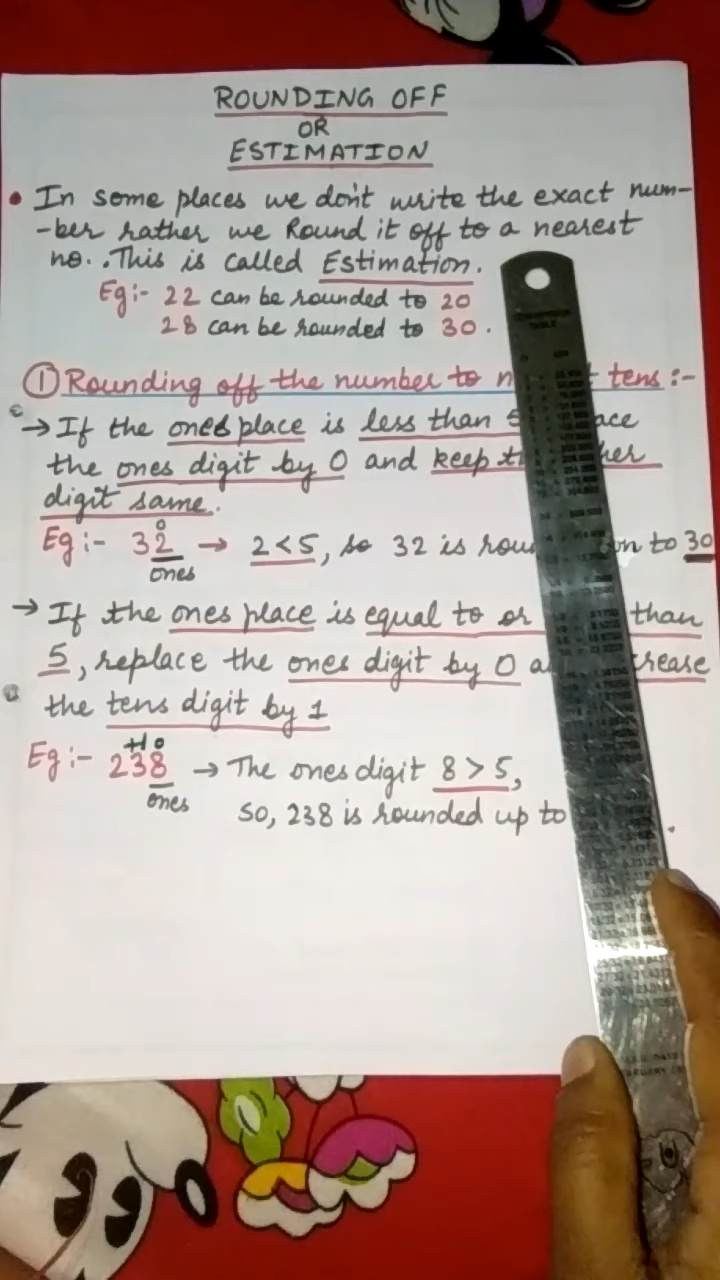 ROUNDING OFF
OR
ESTIMATION
• In some places we don't write the exact num-
-ber rather we Round it off to a nearest
no.. This is called Estimation.
Eg:- 22 can be rounded to 20
28 can be rounded to 30.
① Rounding off the number to tens:-
→ If the ones place is less than
the ones digit by 0 and keep
digit same.
0
Eg:- 32 → 2<5, so 32 is to 30
ones
→ If the ones place is equal to or than
5, replace the ones digit by 0
the tens digit by 1
+1 0
Eg:- 238 → The ones digit 8 > 5,
ones
So, 238 is rounded up to .